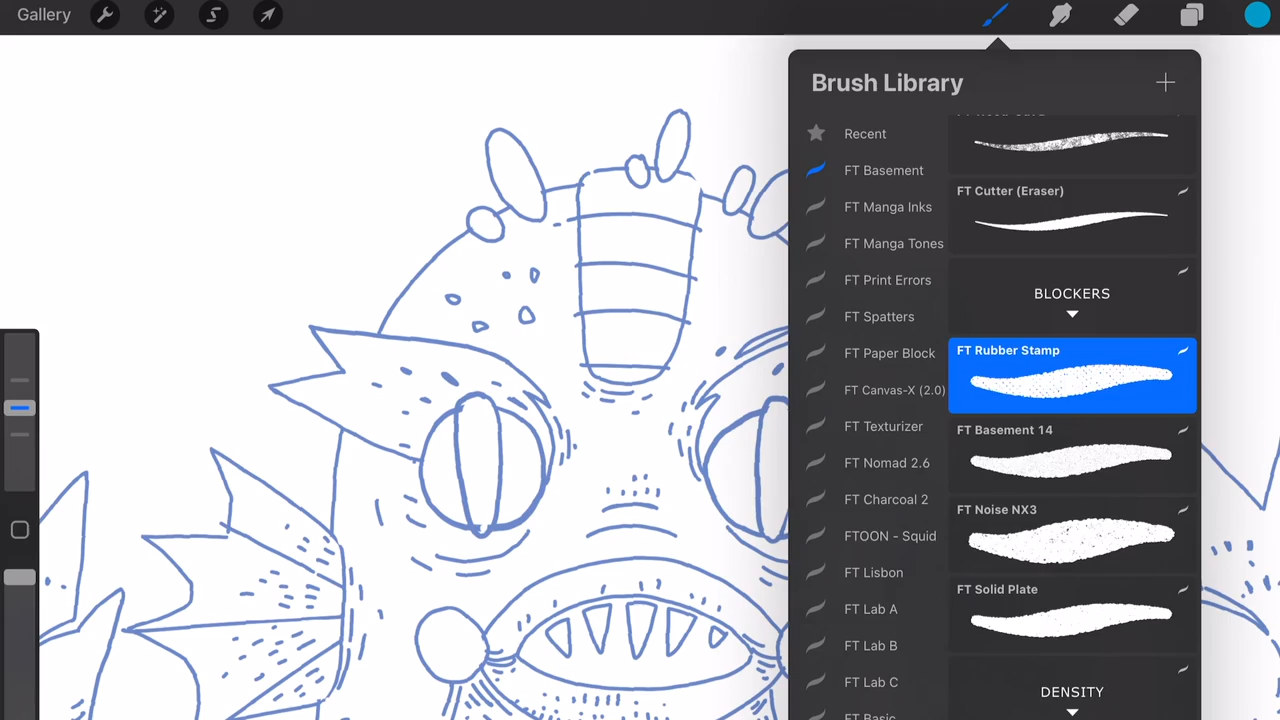 Gallery
Brush Library
Recent
FT Basement
FT Manga Inks
FT Manga Tones
FT Print Errors
FT Spatters
FT Paper Block
FT Canvas-X (2.0)
FT Texturizer
FT Nomad 2.6
FT Charcoal 2
FTOON - Squid
FT Lisbon
FT Lab A
FT Lab B
FT Lab C
FT Basic
FT Cutter (Eraser)
BLOCKERS
FT Rubber Stamp
FT Basement 14
FT Noise NX3
FT Solid Plate
DENSITY